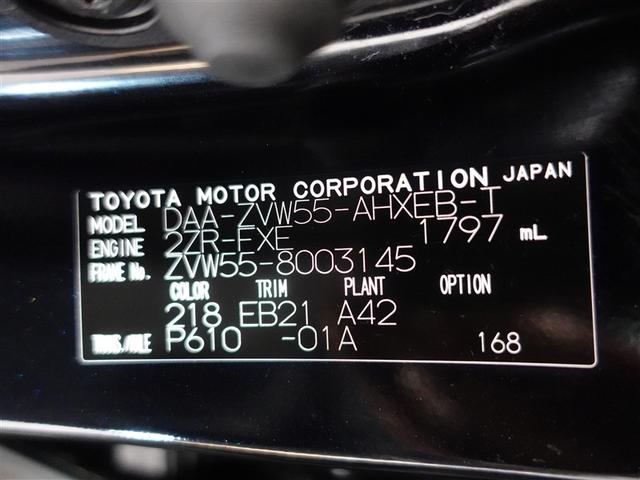 TOYOTA MOTOR CORPORATION JAPAN
MODEL DAA-ZVW55-AHXEB-T
ENGINE 2ZR-FXE 1797 mL
FRAME No. ZVW55-8003145
COLOR TRIM PLANT OPTION
218 EB21 A42
TRANS./AXLE P610 -01A 168